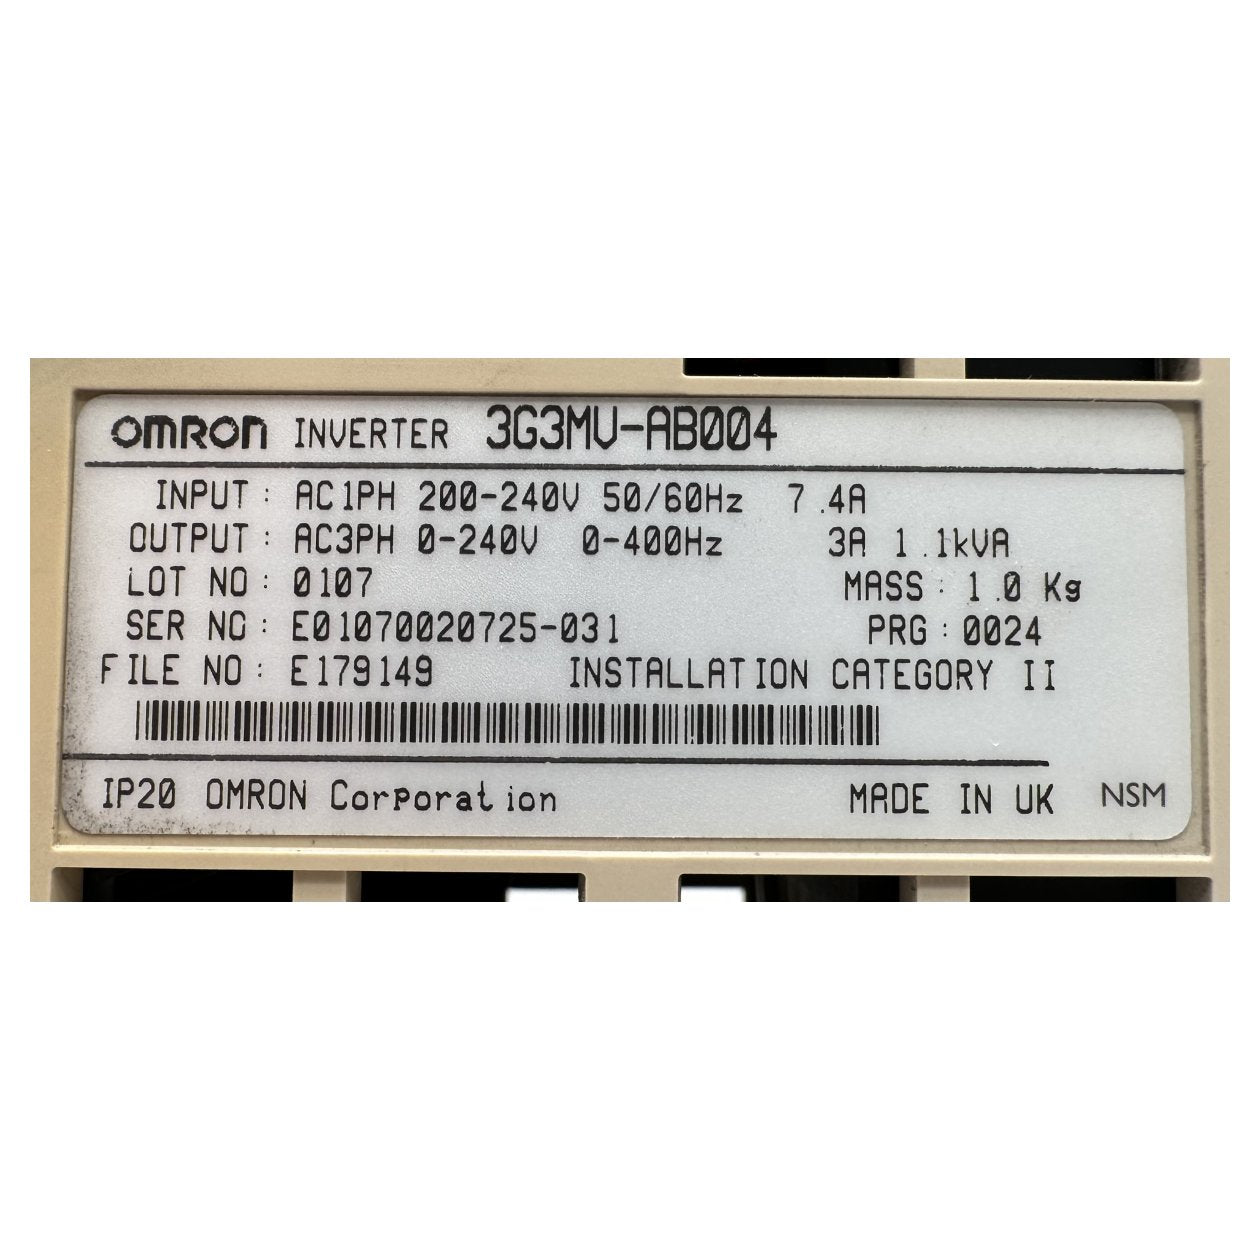 OMRON INVERTER 3G3MV-AB004
INPUT : AC1PH 200-240V 50/60Hz 7.4A
OUTPUT : AC3PH 0-240V 0-400Hz 3A 1.1kVA
LOT NO : 0107 MASS : 1.0 Kg
SER NO : E01070020725-031 PRG : 0024
FILE NO : E179149 INSTALLATION CATEGORY II
IP20 OMRON Corporation MADE IN UK NSM